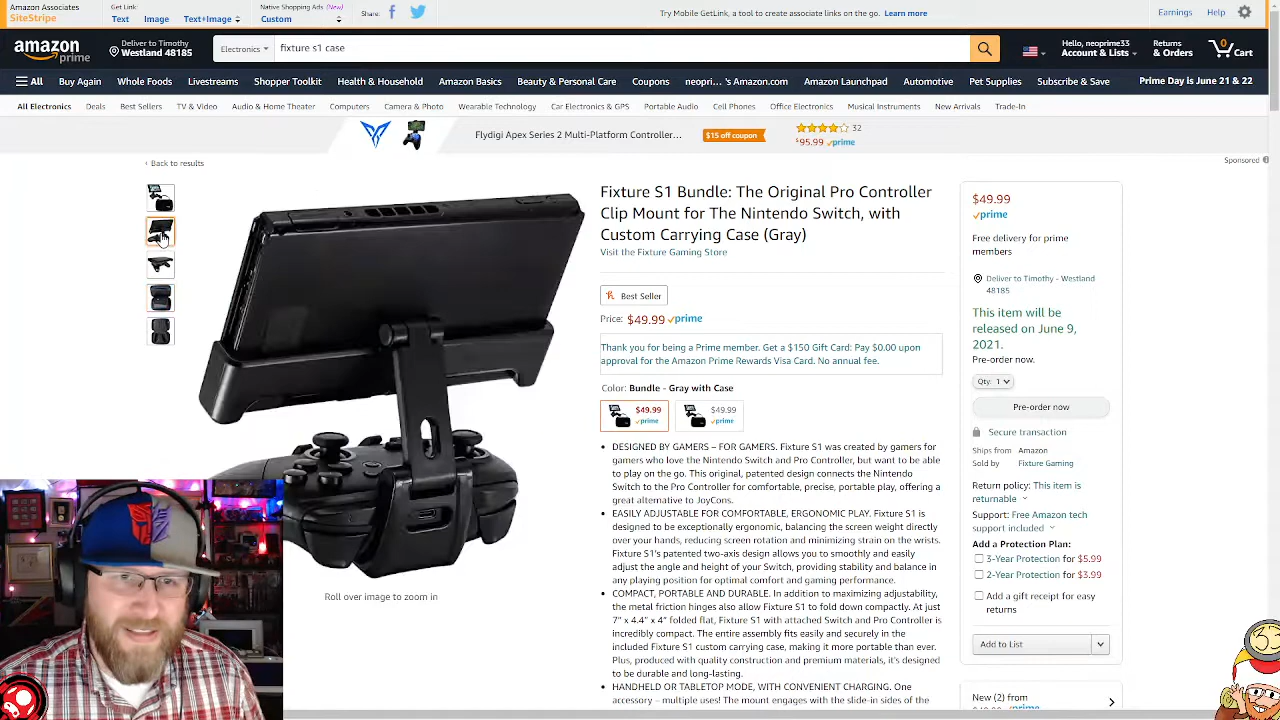 Amazon Associates
SiteStripe
Get Link:
Text
Image
Text+Image
Native Shopping Ads (New)
Custom
Share:
Try Mobile GetLink, a tool to create associate links on the go. Learn more
Earnings
Help
amazon
prime
Deliver to Timothy
Westland 48185
Electronics
fixture s1 case
Hello, neoprime33
Account & Lists
Returns
& Orders
0
Cart
All
Buy Again
Whole Foods
Livestreams
Shopper Toolkit
Health & Household
Amazon Basics
Beauty & Personal Care
Coupons
neopri... 's Amazon.com
Amazon Launchpad
Automotive
Pet Supplies
Subscribe & Save
Prime Day is June 21 & 22
All Electronics
Deals
Best Sellers
TV & Video
Audio & Home Theater
Computers
Camera & Photo
Wearable Technology
Car Electronics & GPS
Portable Audio
Cell Phones
Office Electronics
Musical Instruments
New Arrivals
Trade-In
Flydigi Apex Series 2 Multi-Platform Controller...
$15 off coupon
32
$95.99 prime
‹ Back to results
Sponsored
Fixture S1 Bundle: The Original Pro Controller
Clip Mount for The Nintendo Switch, with
Custom Carrying Case (Gray)
Visit the Fixture Gaming Store
Best Seller
Price: $49.99 prime
Thank you for being a Prime member. Get a $150 Gift Card: Pay $0.00 upon
approval for the Amazon Prime Rewards Visa Card. No annual fee.
Color: Bundle - Gray with Case
$49.99
prime
$49.99
prime
• DESIGNED BY GAMERS – FOR GAMERS. Fixture S1 was created by gamers for
gamers who love the Nintendo Switch and Pro Controller, but want to be able
to play on the go. This original, patented design connects the Nintendo
Switch to the Pro Controller for comfortable, precise, portable play, offering a
great alternative to JoyCons.
• EASILY ADJUSTABLE FOR COMFORTABLE, ERGONOMIC PLAY. Fixture S1 is
designed to be exceptionally ergonomic, balancing the screen weight directly
over your hands, reducing screen rotation and minimizing strain on the wrists.
Fixture S1's patented two-axis design allows you to smoothly and easily
adjust the angle and height of your Switch, providing stability and balance in
any playing position for optimal comfort and gaming performance.
• COMPACT, PORTABLE AND DURABLE. In addition to maximizing adjustability,
the metal friction hinges also allow Fixture S1 to fold down compactly. At just
7" x 4.4" x 4" folded flat, Fixture S1 with attached Switch and Pro Controller is
incredibly compact. The entire assembly fits easily and securely in the
included Fixture S1 custom carrying case, making it more portable than ever.
Plus, produced with quality construction and premium materials, it's designed
to be durable and long-lasting.
• HANDHELD OR TABLETOP MODE, WITH CONVENIENT CHARGING. One
accessory – multiple uses! The mount engages with the slide-in sides of the
Roll over image to zoom in
$49.99
prime
Free delivery for prime
members
Deliver to Timothy - Westland
48185
This item will be
released on June 9,
2021.
Pre-order now.
Qty: 1
Pre-order now
Secure transaction
Ships from Amazon
Sold by Fixture Gaming
Return policy: This item is
returnable
Support: Free Amazon tech
support included
Add a Protection Plan:
3-Year Protection for $5.99
2-Year Protection for $3.99
Add a gift receipt for easy
returns
Add to List
New (2) from